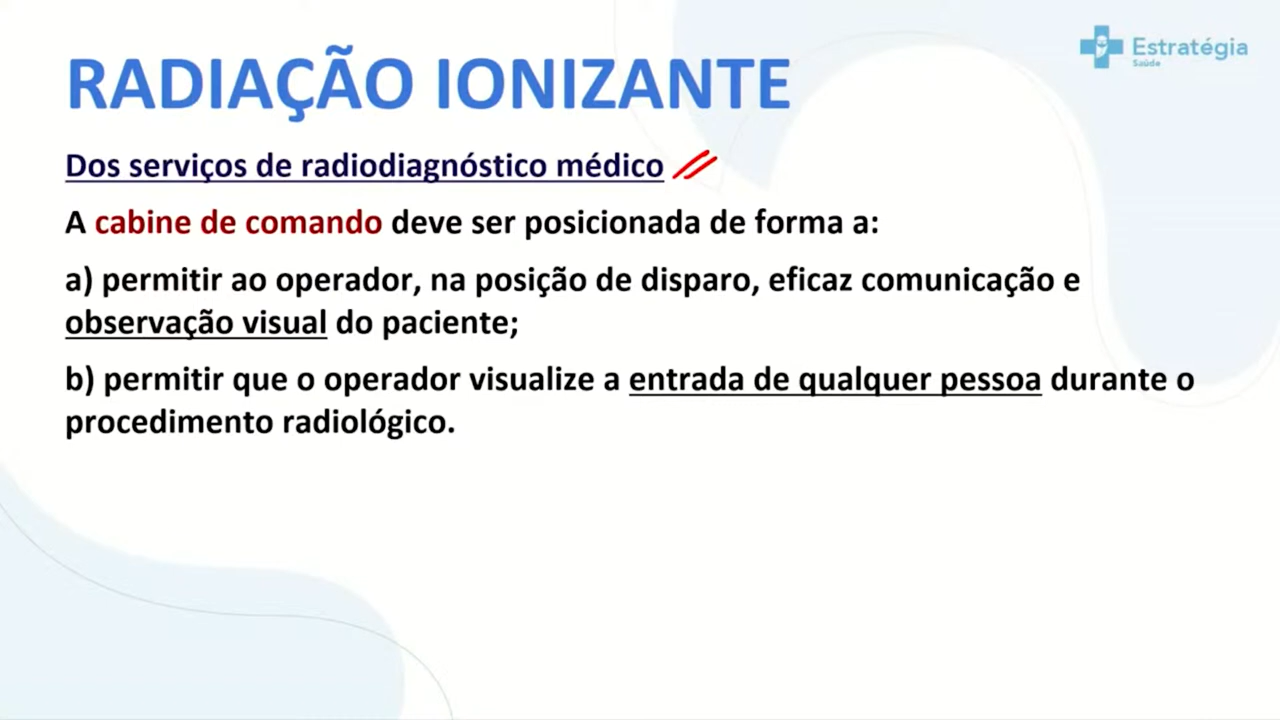 Estratégia
Saúde
RADIAÇÃO IONIZANTE
Dos serviços de radiodiagnóstico médico
A cabine de comando deve ser posicionada de forma a:
a) permitir ao operador, na posição de disparo, eficaz comunicação e
observação visual do paciente;
b) permitir que o operador visualize a entrada de qualquer pessoa durante o
procedimento radiológico.